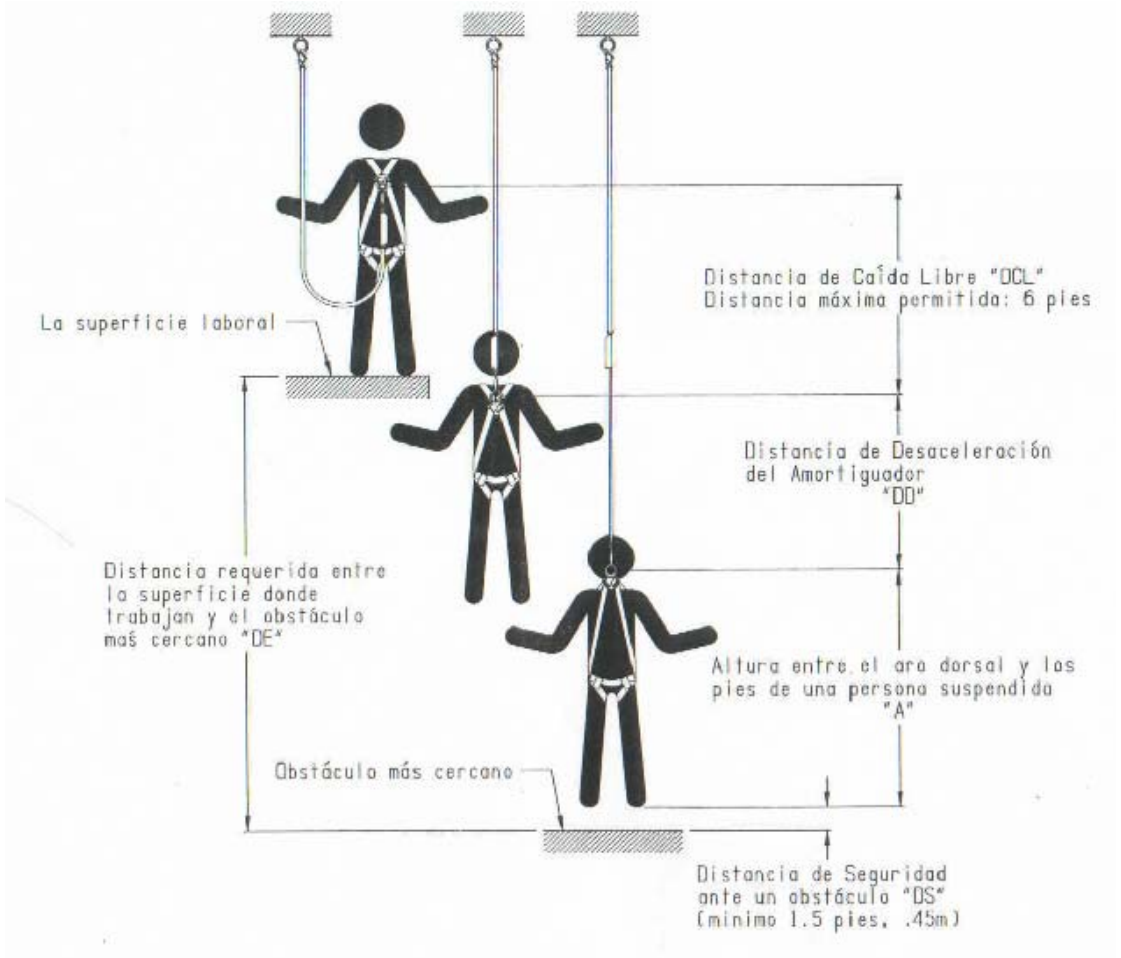 Distancia de Caída Libre "DCL"
Distancia máxima permitida: 6 pies
La superficie laboral
Distancia de Desaceleración
del Amortiguador
"DD"
Distancia requerida entre
la superficie donde
trabajan y el obstáculo
maś cercano "DE"
Altura entre el aro dorsal y los
pies de una persona suspendida
"A"
Obstáculo más cercano
Distancia de Seguridad
ante un obstáculo "DS"
(minimo 1.5 pies, .45m)